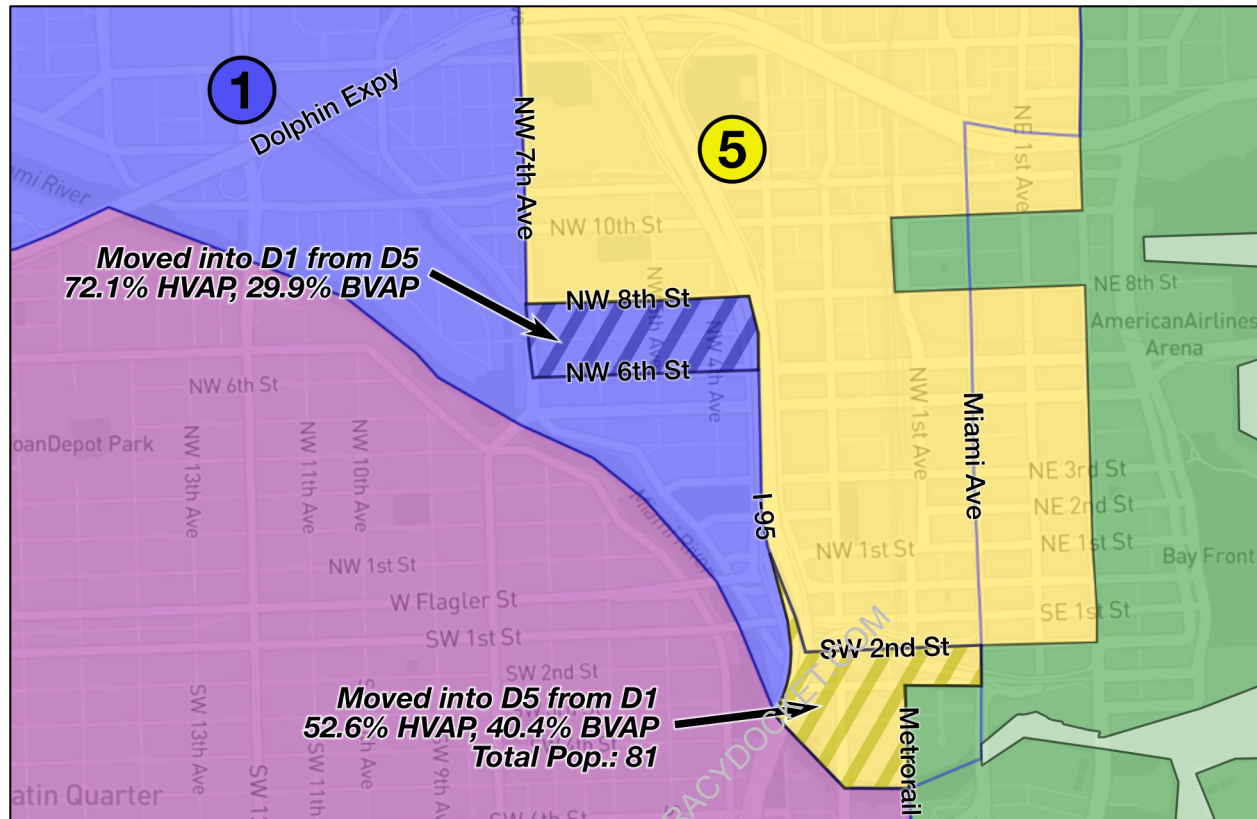 1
Dolphin Expy
NW 7th Ave
5
NE 1st Ave
NW 10th St
Moved into D1 from D5
72.1% HVAP, 29.9% BVAP
NW 8th St
NW 6th St
NW 4th Ave
NE 8th St
AmericanAirlines
Arena
NW 6th St
NW 13th Ave
NW 11th Ave
NW 10th Ave
NW 1st Ave
Miami Ave
NE 3rd St
NE 2nd St
NE 1st St
Bay Front
I-95
NW 1st St
Miami River
NW 1st St
W Flagler St
SW 1st St
SE 1st St
SW 2nd St
SW 2nd St
Moved into D5 from D1
52.6% HVAP, 40.4% BVAP
Total Pop.: 81
SW 13th Ave
Metrorail